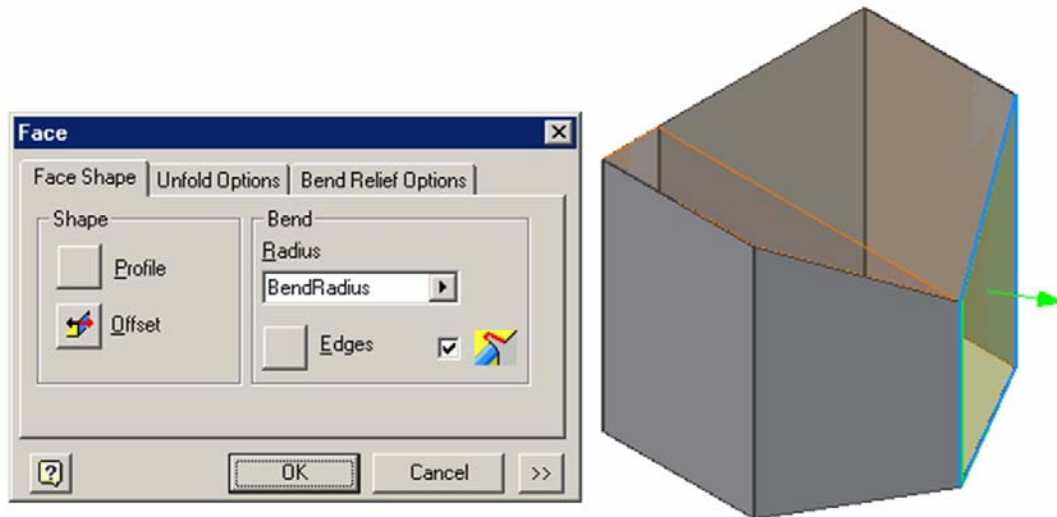 Face
Face Shape Unfold Options Bend Relief Options
Shape
Profile
Offset
Bend
Radius
BendRadius
Edges
? OK Cancel >>